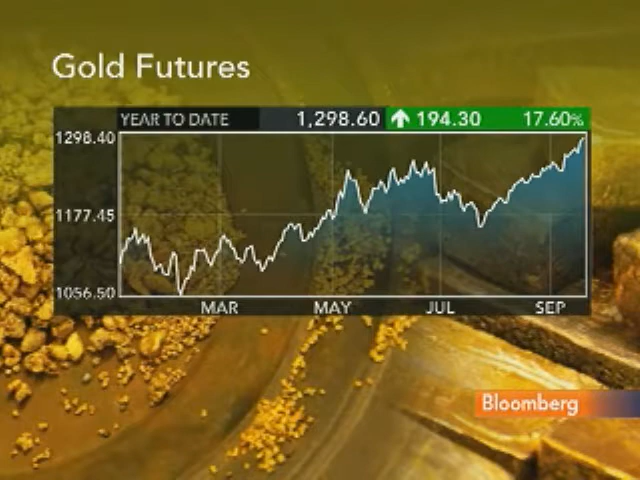 Gold Futures
YEAR TO DATE 1,298.60 194.30 17.60%
1298.40
1177.45
1056.50
MAR MAY JUL SEP
Bloomberg